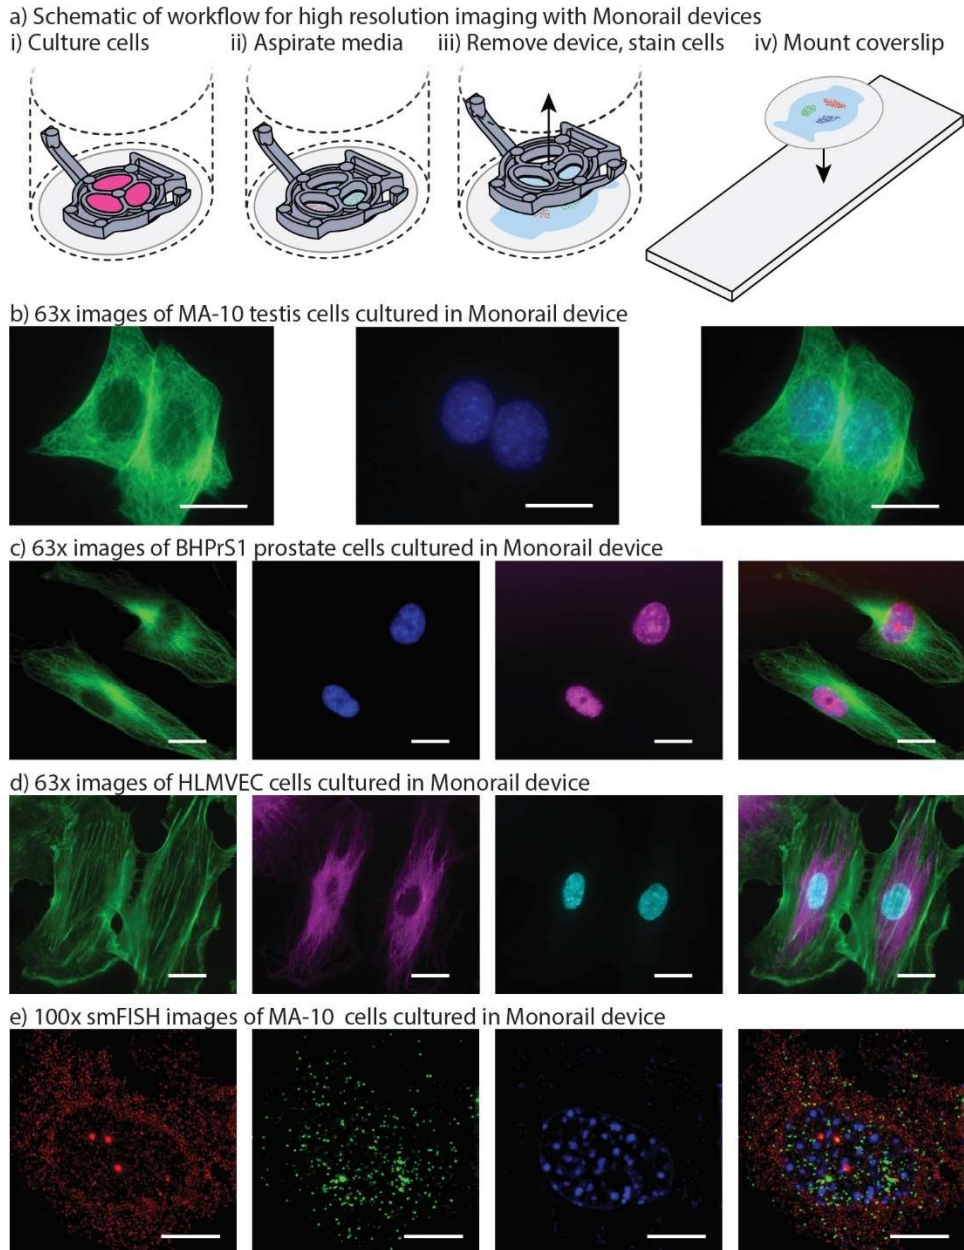 a) Schematic of workflow for high resolution imaging with Monorail devices
i) Culture cells ii) Aspirate media iii) Remove device, stain cells iv) Mount coverslip
b) 63x images of MA-10 testis cells cultured in Monorail device
c) 63x images of BHPrS1 prostate cells cultured in Monorail device
d) 63x images of HLMVEC cells cultured in Monorail device
e) 100x smFISH images of MA-10 cells cultured in Monorail device